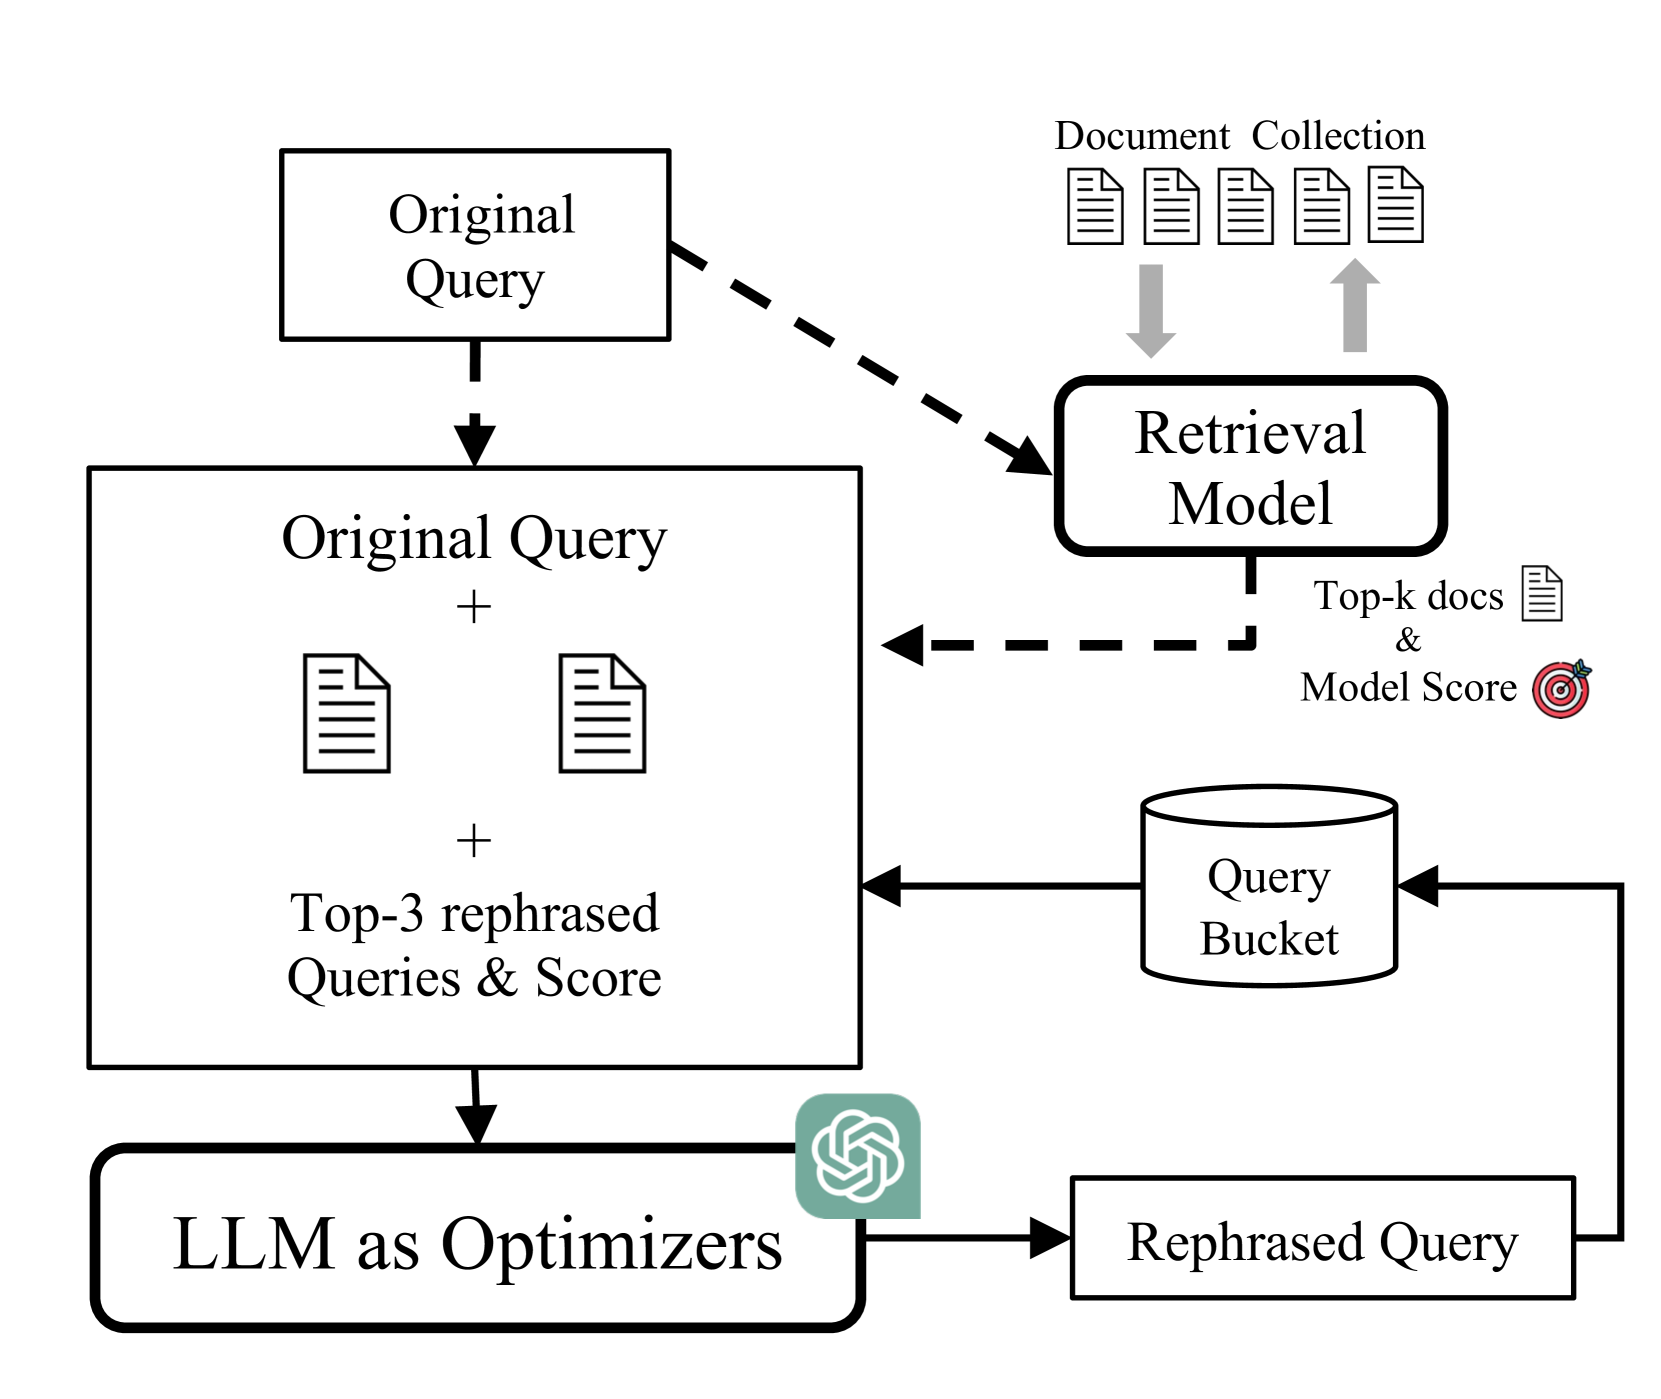 Original
Query
Document Collection
Retrieval
Model
Top-k docs
&
Model Score
Original Query
+
+
Top-3 rephrased
Queries & Score
Query
Bucket
LLM as Optimizers
Rephrased Query